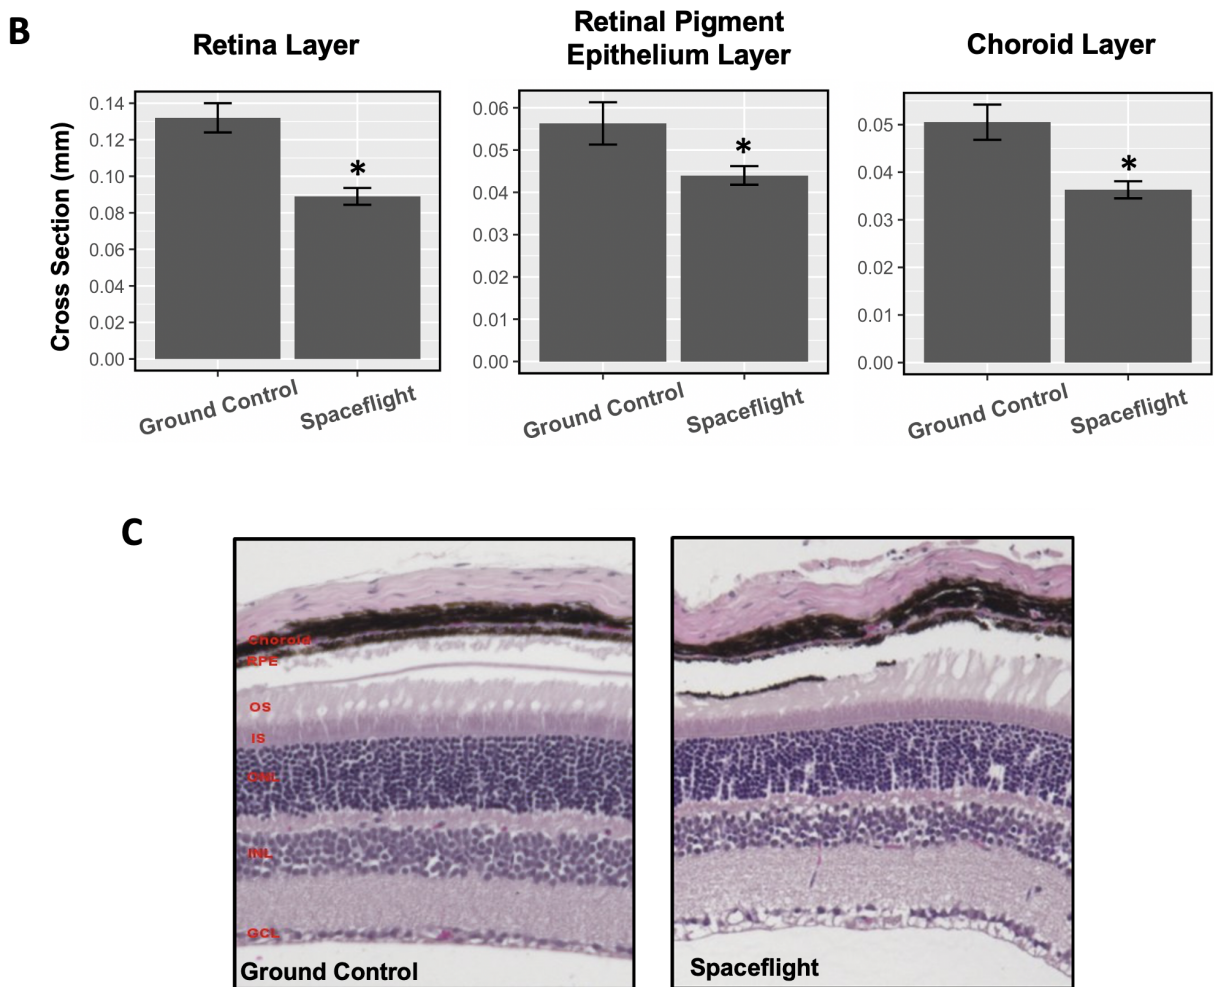 B
Retina Layer
Retinal Pigment
Epithelium Layer
Choroid Layer
Cross Section (mm)
0.14
0.12
0.10
0.08
0.06
0.04
0.02
0.00
*
Ground Control
Spaceflight
0.06
0.05
0.04
0.03
0.02
0.01
0.00
*
Ground Control
Spaceflight
0.05
0.04
0.03
0.02
0.01
0.00
*
Ground Control
Spaceflight
C
Choroid
RPE
OS
IS
ONL
INL
GCL
Ground Control
Spaceflight